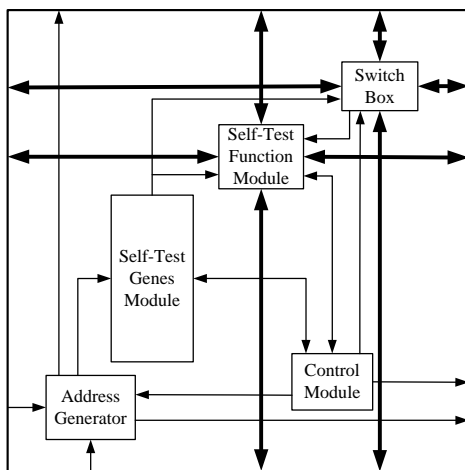 Switch
Box
Self-Test
Function
Module
Self-Test
Genes
Module
Control
Module
Address
Generator